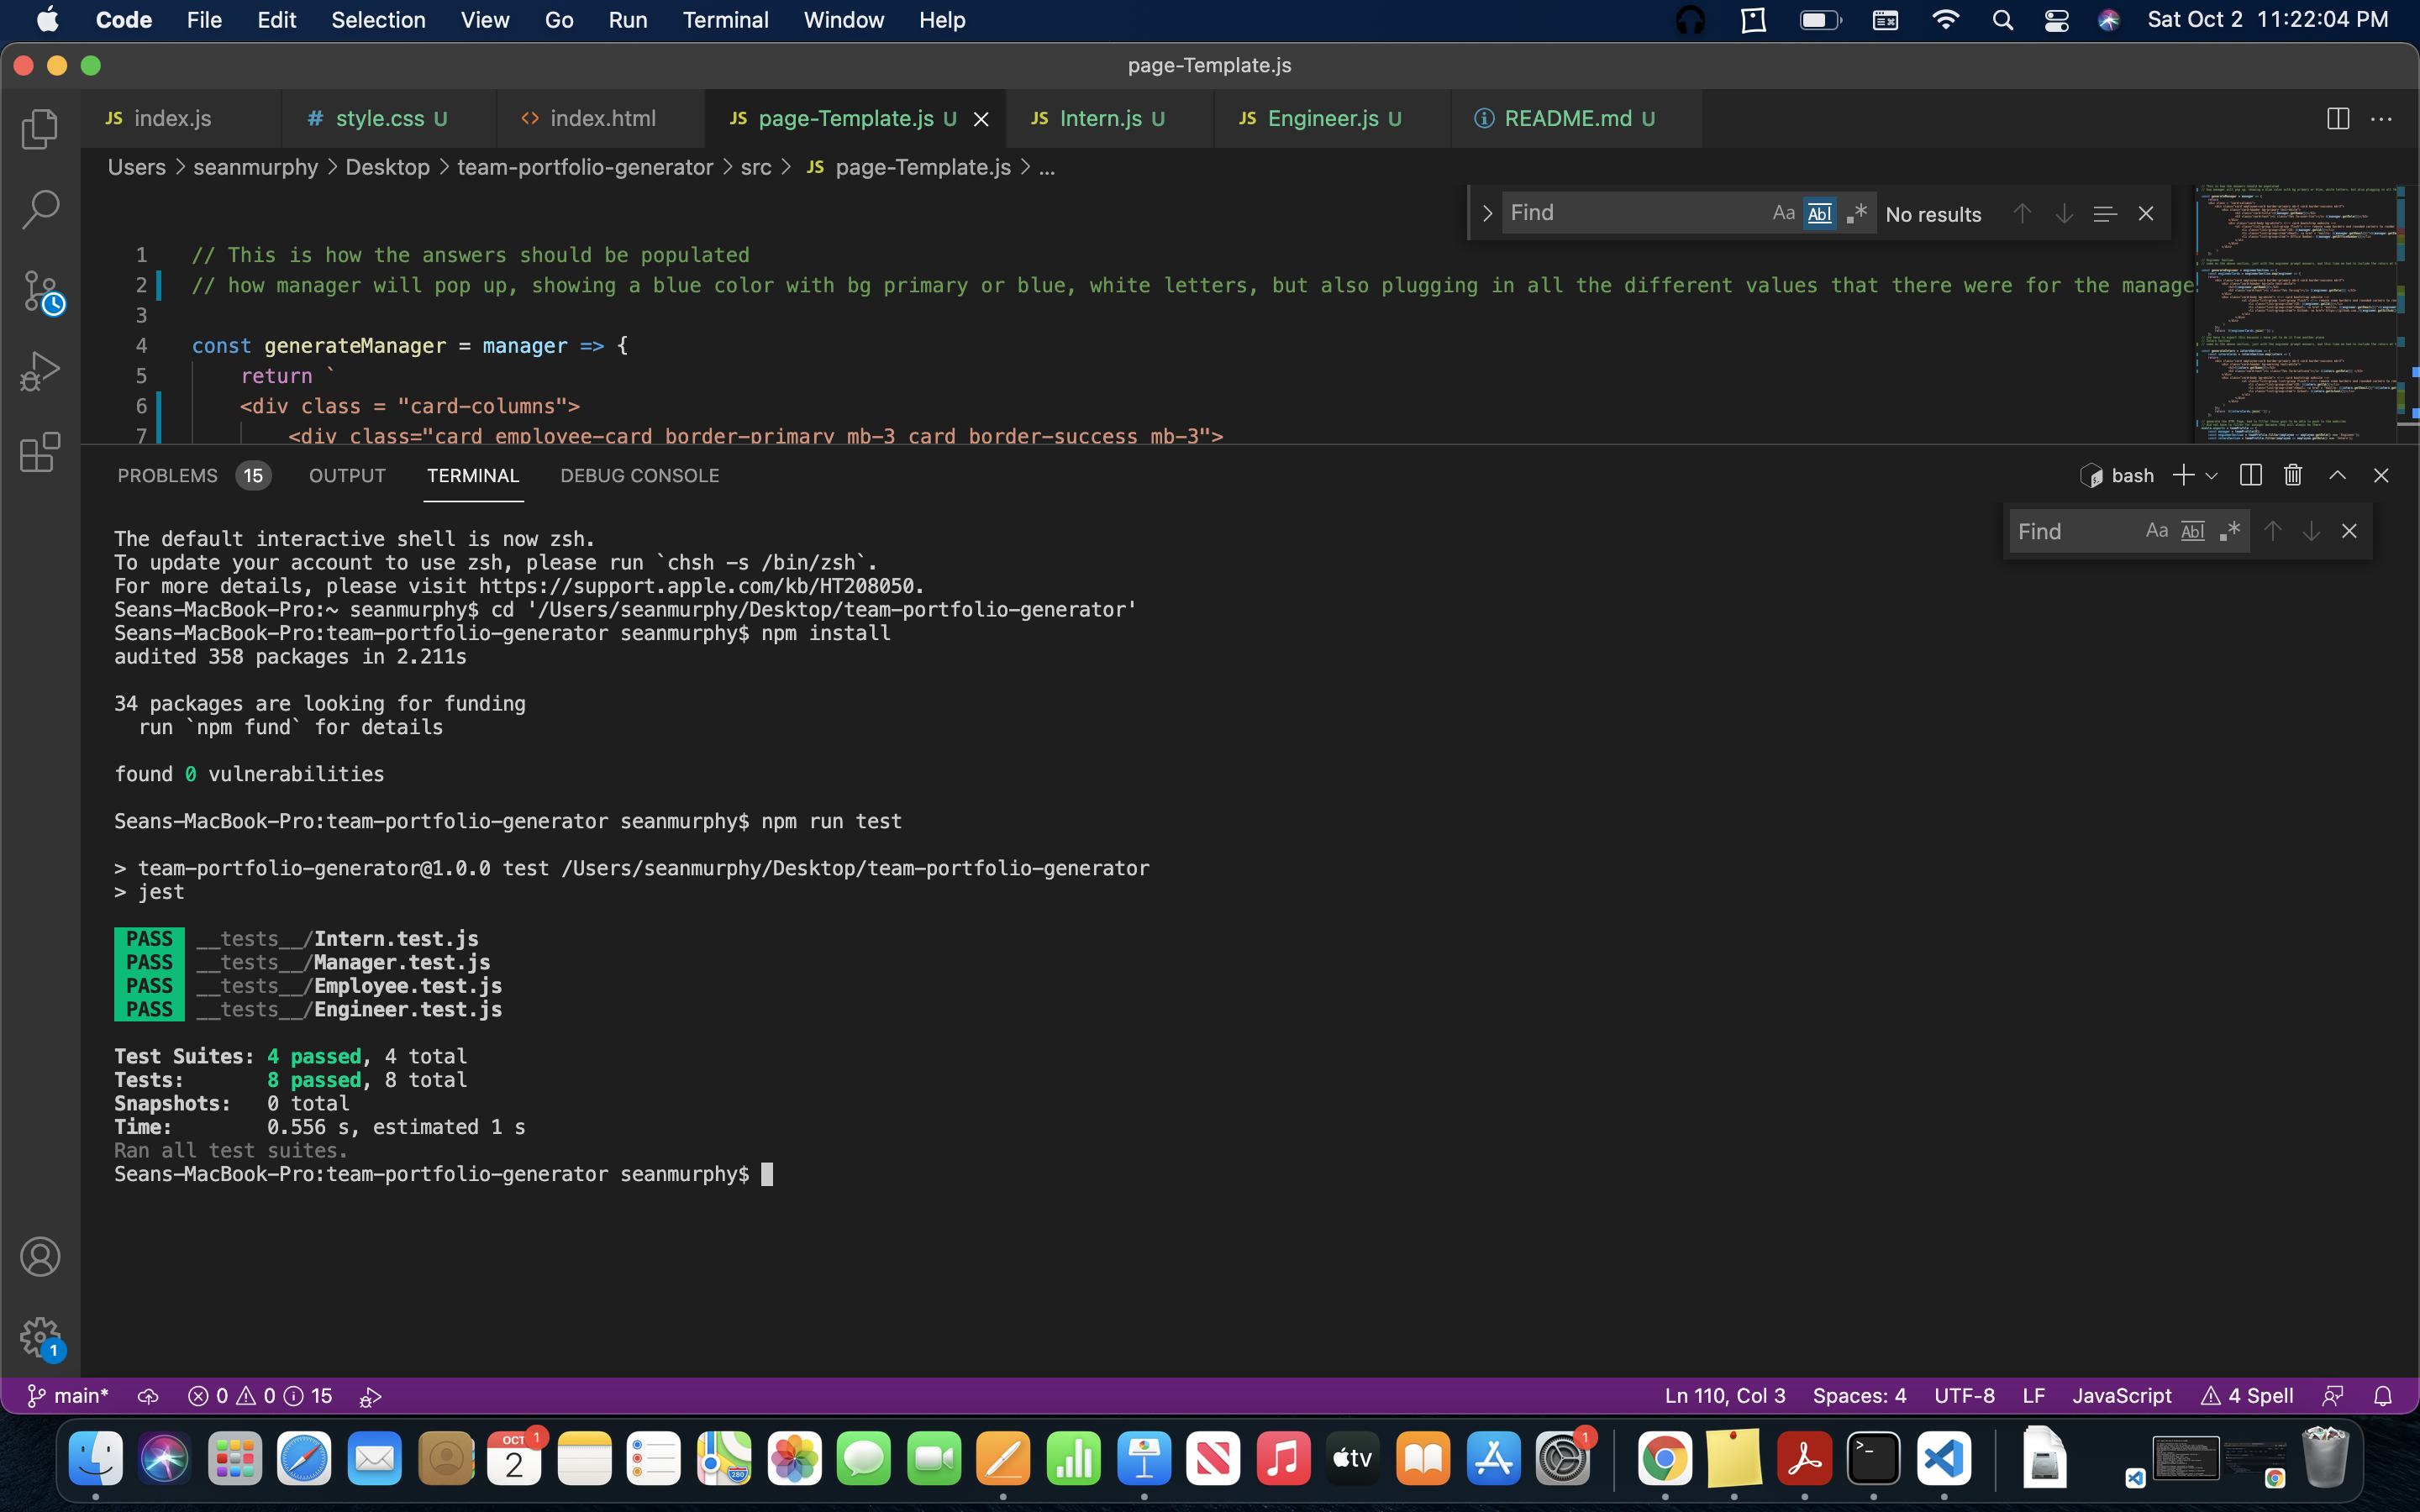 Code File Edit Selection View Go Run Terminal Window Help Sat Oct 2 11:22:04 PM
page-Template.js
JS index.js # style.css U <> index.html JS page-Template.js U JS Intern.js U JS Engineer.js U README.md U
Users > seanmurphy > Desktop > team-portfolio-generator > src > JS page-Template.js > ...
Find Aa Abl .* No results
1 // This is how the answers should be populated
2 // how manager will pop up, showing a blue color with bg primary or blue, white letters, but also plugging in all the different values that there were for the manage
3
4 const generateManager = manager => {
5 return `
6 <div class = "card-columns">
7 <div class="card employee-card border-primary mb-3 card border-success mb-3">
PROBLEMS 15 OUTPUT TERMINAL DEBUG CONSOLE bash
Find Aa Abl .*
The default interactive shell is now zsh.
To update your account to use zsh, please run `chsh -s /bin/zsh`.
For more details, please visit https://support.apple.com/kb/HT208050.
Seans-MacBook-Pro:~ seanmurphy$ cd '/Users/seanmurphy/Desktop/team-portfolio-generator'
Seans-MacBook-Pro:team-portfolio-generator seanmurphy$ npm install
audited 358 packages in 2.211s
34 packages are looking for funding
run `npm fund` for details
found 0 vulnerabilities
Seans-MacBook-Pro:team-portfolio-generator seanmurphy$ npm run test
> team-portfolio-generator@1.0.0 test /Users/seanmurphy/Desktop/team-portfolio-generator
> jest
PASS __tests__/Intern.test.js
PASS __tests__/Manager.test.js
PASS __tests__/Employee.test.js
PASS __tests__/Engineer.test.js
Test Suites: 4 passed, 4 total
Tests: 8 passed, 8 total
Snapshots: 0 total
Time: 0.556 s, estimated 1 s
Ran all test suites.
Seans-MacBook-Pro:team-portfolio-generator seanmurphy$
1
main* 0 0 15 Ln 110, Col 3 Spaces: 4 UTF-8 LF JavaScript 4 Spell
OCT 2 1 280 tv 1